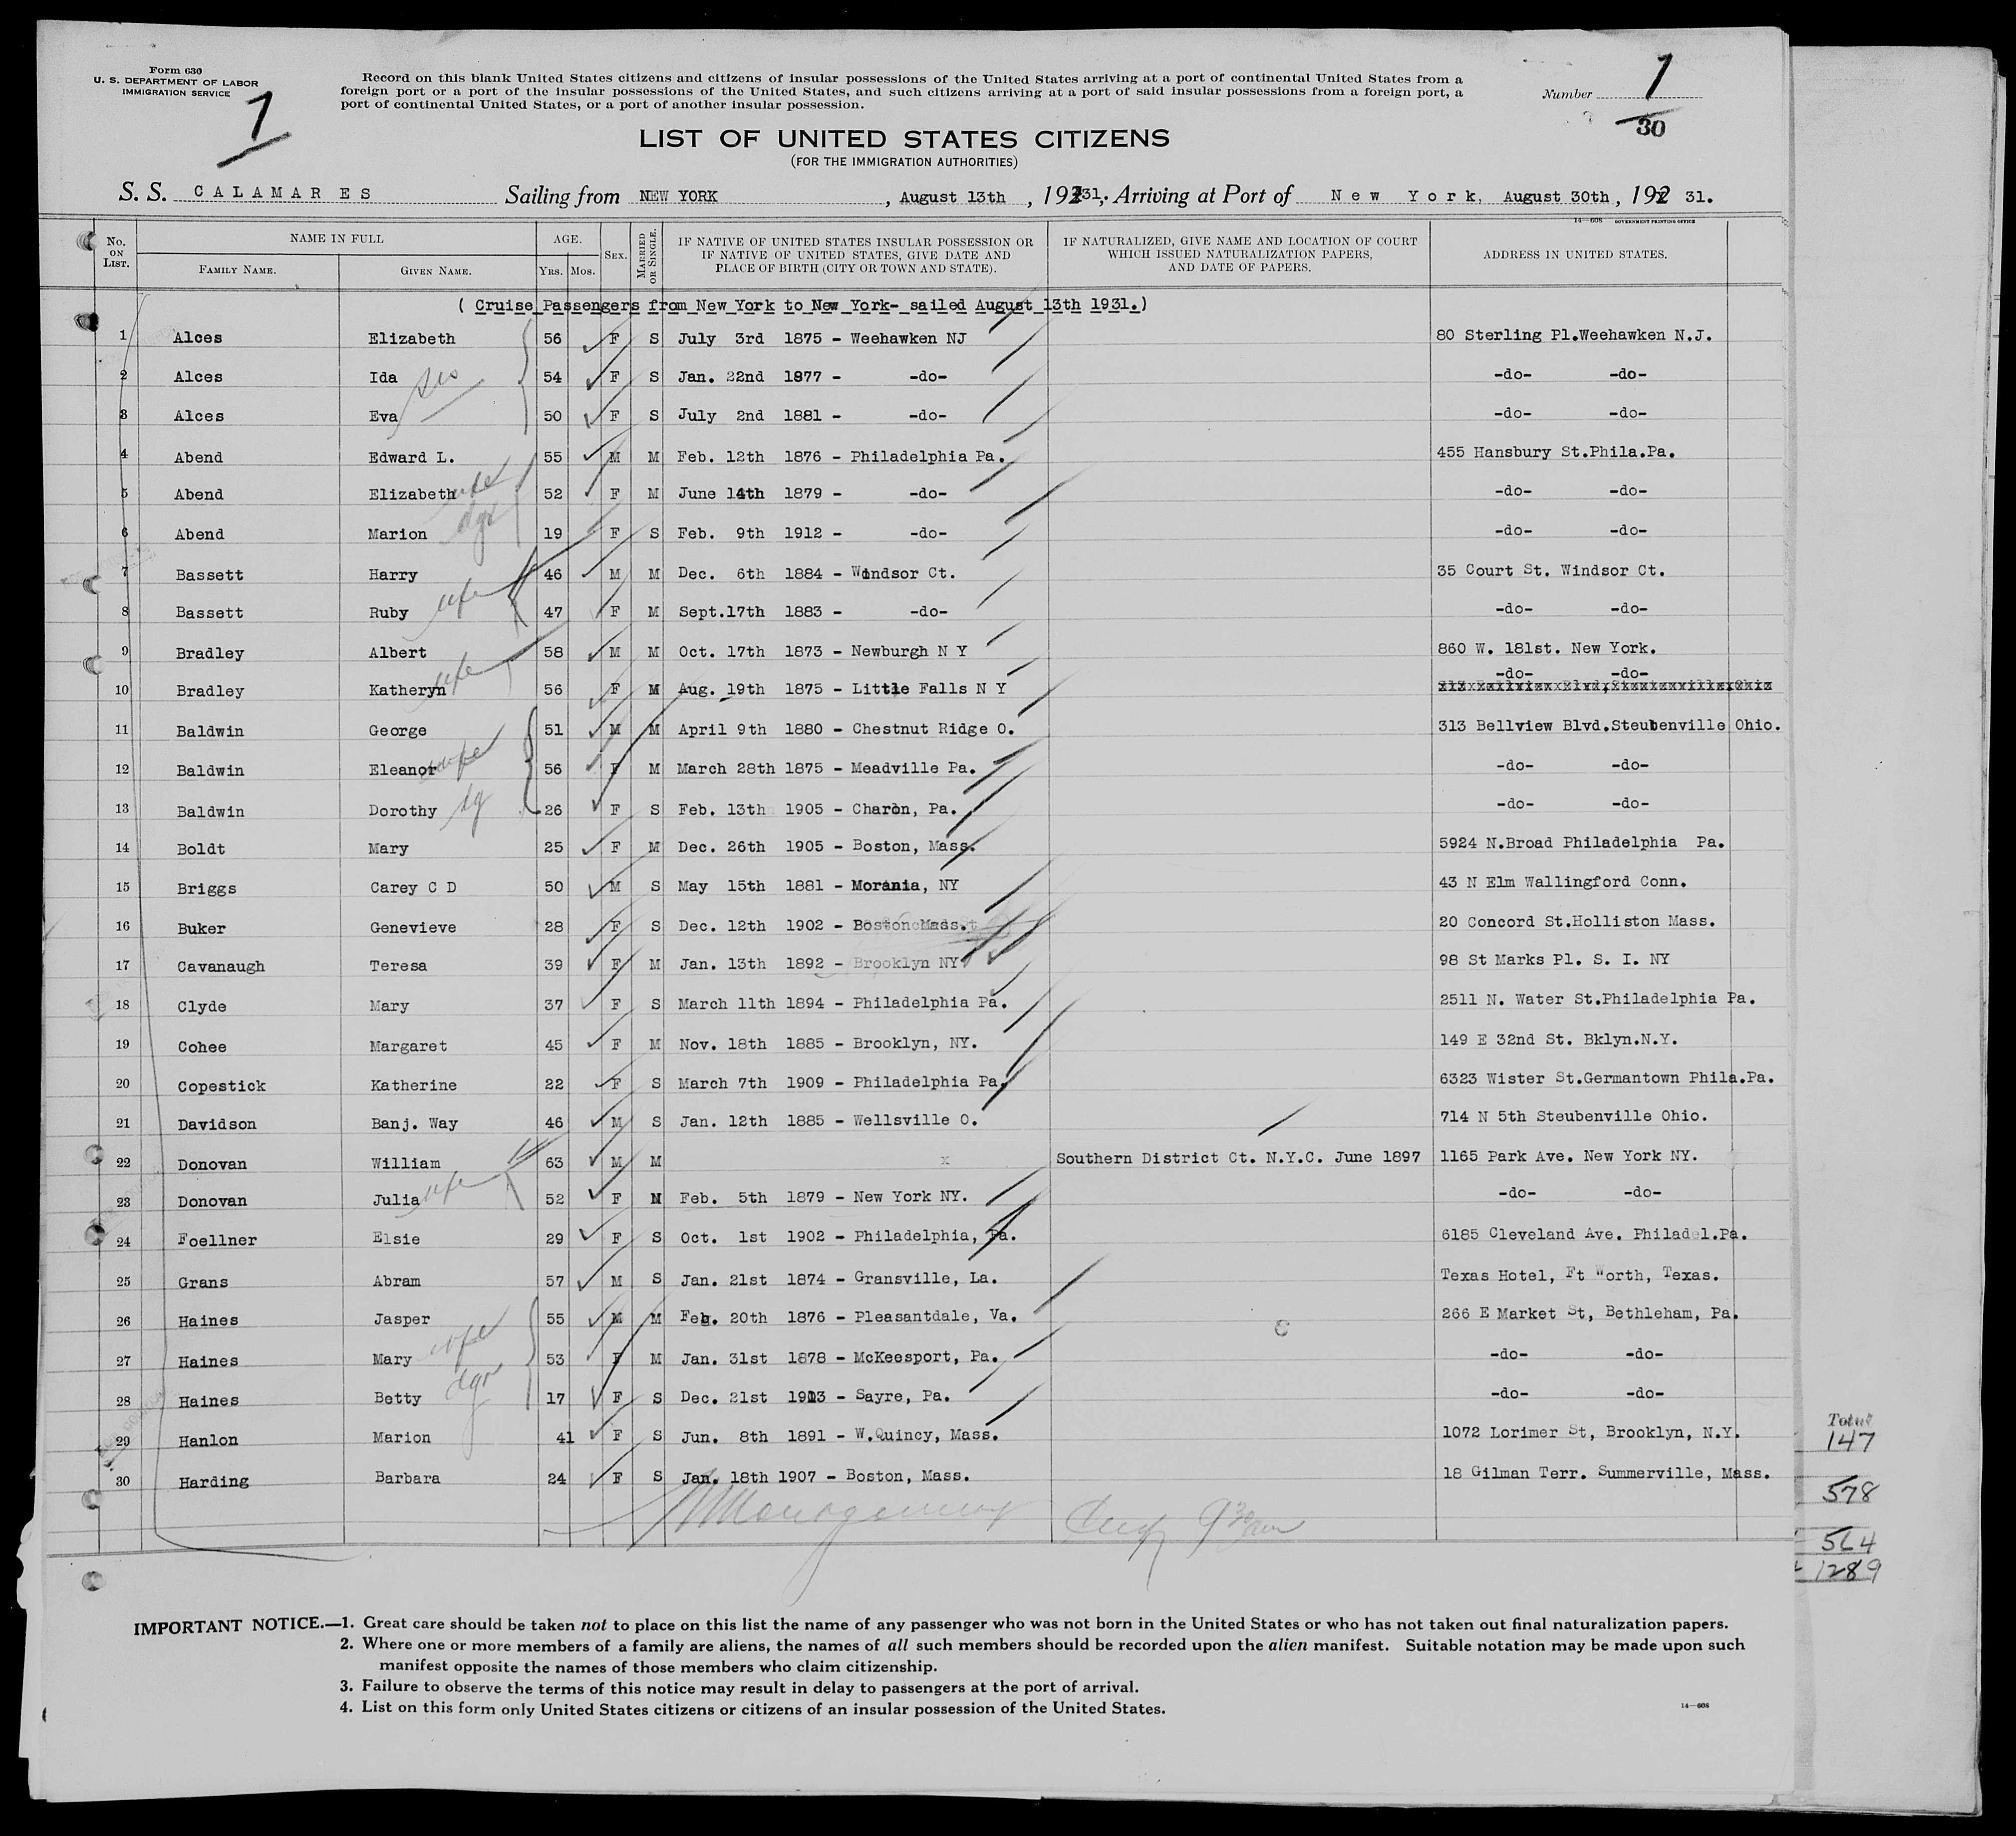 Form 630
U. S. DEPARTMENT OF LABOR
IMMIGRATION SERVICE
1
Record on this blank United States citizens and citizens of insular possessions of the United States arriving at a port of continental United States from a
foreign port or a port of the insular possessions of the United States, and such citizens arriving at a port of said insular possessions from a foreign port, a
port of continental United States, or a port of another insular possession.
Number 1
30
LIST OF UNITED STATES CITIZENS
(FOR THE IMMIGRATION AUTHORITIES)
S. S. CALAMARES Sailing from NEW YORK, August 13th, 1931. Arriving at Port of New York, August 30th, 192 31.
14—608 GOVERNMENT PRINTING OFFICE
No. ON LIST. NAME IN FULL FAMILY NAME. GIVEN NAME. AGE. YRS. MOS. SEX. MARRIED OR SINGLE. IF NATIVE OF UNITED STATES INSULAR POSSESSION OR IF NATIVE OF UNITED STATES, GIVE DATE AND PLACE OF BIRTH (CITY OR TOWN AND STATE). IF NATURALIZED, GIVE NAME AND LOCATION OF COURT WHICH ISSUED NATURALIZATION PAPERS, AND DATE OF PAPERS. ADDRESS IN UNITED STATES.
( Cruise Passengers from New York to New York- sailed August 13th 1931.)
1 Alces Elizabeth 56 F S July 3rd 1875 - Weehawken NJ 80 Sterling Pl.Weehawken N.J.
2 Alces Ida sis 54 F S Jan. 22nd 1877 - -do- -do- -do-
3 Alces Eva 50 F S July 2nd 1881 - -do- -do- -do-
4 Abend Edward L. 55 M M Feb. 12th 1876 - Philadelphia Pa. 455 Hansbury St.Phila.Pa.
5 Abend Elizabeth wife 52 F M June 14th 1879 - -do- -do- -do-
6 Abend Marion dgr 19 F S Feb. 9th 1912 - -do- -do- -do-
7 Bassett Harry 46 M M Dec. 6th 1884 - Windsor Ct. 35 Court St. Windsor Ct.
8 Bassett Ruby wife 47 F M Sept.17th 1883 - -do- -do- -do-
9 Bradley Albert 58 M M Oct. 17th 1873 - Newburgh N Y 860 W. 181st. New York.
10 Bradley Katheryn wife 56 F M Aug. 19th 1875 - Little Falls N Y -do- -do-
11 Baldwin George 51 M M April 9th 1880 - Chestnut Ridge O. 313 Bellview Blvd.Steubenville Ohio.
12 Baldwin Eleanor wife 56 F M March 28th 1875 - Meadville Pa. -do- -do-
13 Baldwin Dorothy dg 26 F S Feb. 13th 1905 - Charon, Pa. -do- -do-
14 Boldt Mary 25 F M Dec. 26th 1905 - Boston, Mass. 5924 N.Broad Philadelphia Pa.
15 Briggs Carey C D 50 M S May 15th 1881 - Morania, NY 43 N Elm Wallingford Conn.
16 Buker Genevieve 28 F S Dec. 12th 1902 - Boston Mass. 20 Concord St.Holliston Mass.
17 Cavanaugh Teresa 39 F M Jan. 13th 1892 - Brooklyn NY 98 St Marks Pl. S. I. NY
18 Clyde Mary 37 F S March 11th 1894 - Philadelphia Pa. 2511 N. Water St.Philadelphia Pa.
19 Cohee Margaret 45 F M Nov. 18th 1885 - Brooklyn, NY. 149 E 32nd St. Bklyn.N.Y.
20 Copestick Katherine 22 F S March 7th 1909 - Philadelphia Pa. 6323 Wister St.Germantown Phila.Pa.
21 Davidson Banj. Way 46 M S Jan. 12th 1885 - Wellsville O. 714 N 5th Steubenville Ohio.
22 Donovan William 63 M M x Southern District Ct. N.Y.C. June 1897 1165 Park Ave. New York NY.
23 Donovan Julia wife 52 F M Feb. 5th 1879 - New York NY. -do- -do-
24 Foellner Elsie 29 F S Oct. 1st 1902 - Philadelphia, Pa. 6185 Cleveland Ave. Philadel.Pa.
25 Grans Abram 57 M S Jan. 21st 1874 - Gransville, La. Texas Hotel, Ft Worth, Texas.
26 Haines Jasper 55 M M Feb. 20th 1876 - Pleasantdale, Va. 266 E Market St, Bethleham, Pa.
27 Haines Mary wife 53 F M Jan. 31st 1878 - McKeesport, Pa. -do- -do-
28 Haines Betty dgr 17 F S Dec. 21st 1913 - Sayre, Pa. -do- -do-
29 Hanlon Marion 41 F S Jun. 8th 1891 - W.Quincy, Mass. 1072 Lorimer St, Brooklyn, N.Y.
30 Harding Barbara 24 F S Jan. 18th 1907 - Boston, Mass. 18 Gilman Terr. Summerville, Mass.
9 30 am
Total
147
578
564
1289
IMPORTANT NOTICE.—1. Great care should be taken not to place on this list the name of any passenger who was not born in the United States or who has not taken out final naturalization papers.
2. Where one or more members of a family are aliens, the names of all such members should be recorded upon the alien manifest. Suitable notation may be made upon such
manifest opposite the names of those members who claim citizenship.
3. Failure to observe the terms of this notice may result in delay to passengers at the port of arrival.
4. List on this form only United States citizens or citizens of an insular possession of the United States.
14—608